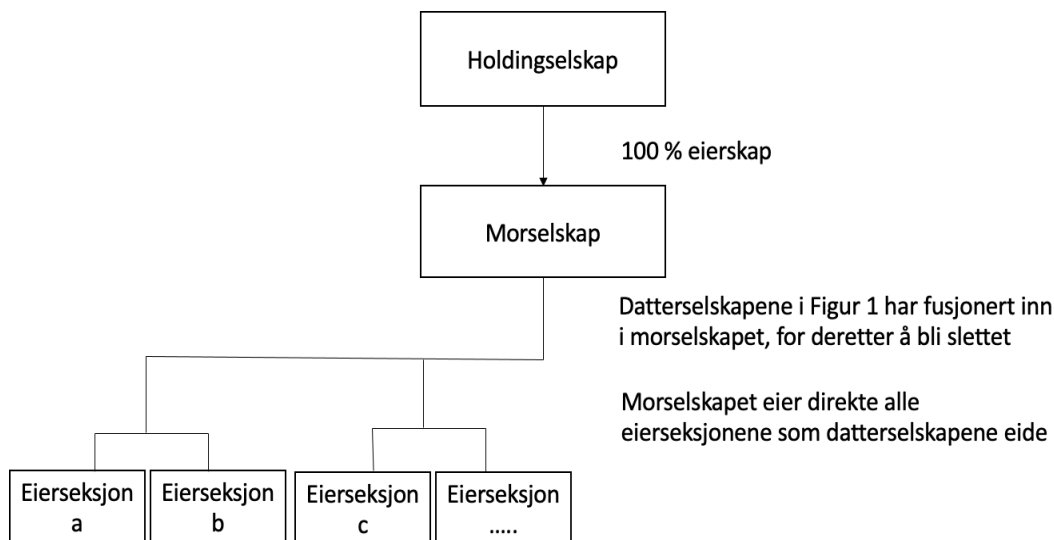 Holdingselskap
100 % eierskap
Morselskap
Datterselskapene i Figur 1 har fusjonert inn
i morselskapet, for deretter å bli slettet
Morselskapet eier direkte alle
eierseksjonene som datterselskapene eide
Eierseksjon
a
Eierseksjon
b
Eierseksjon
c
Eierseksjon
.....